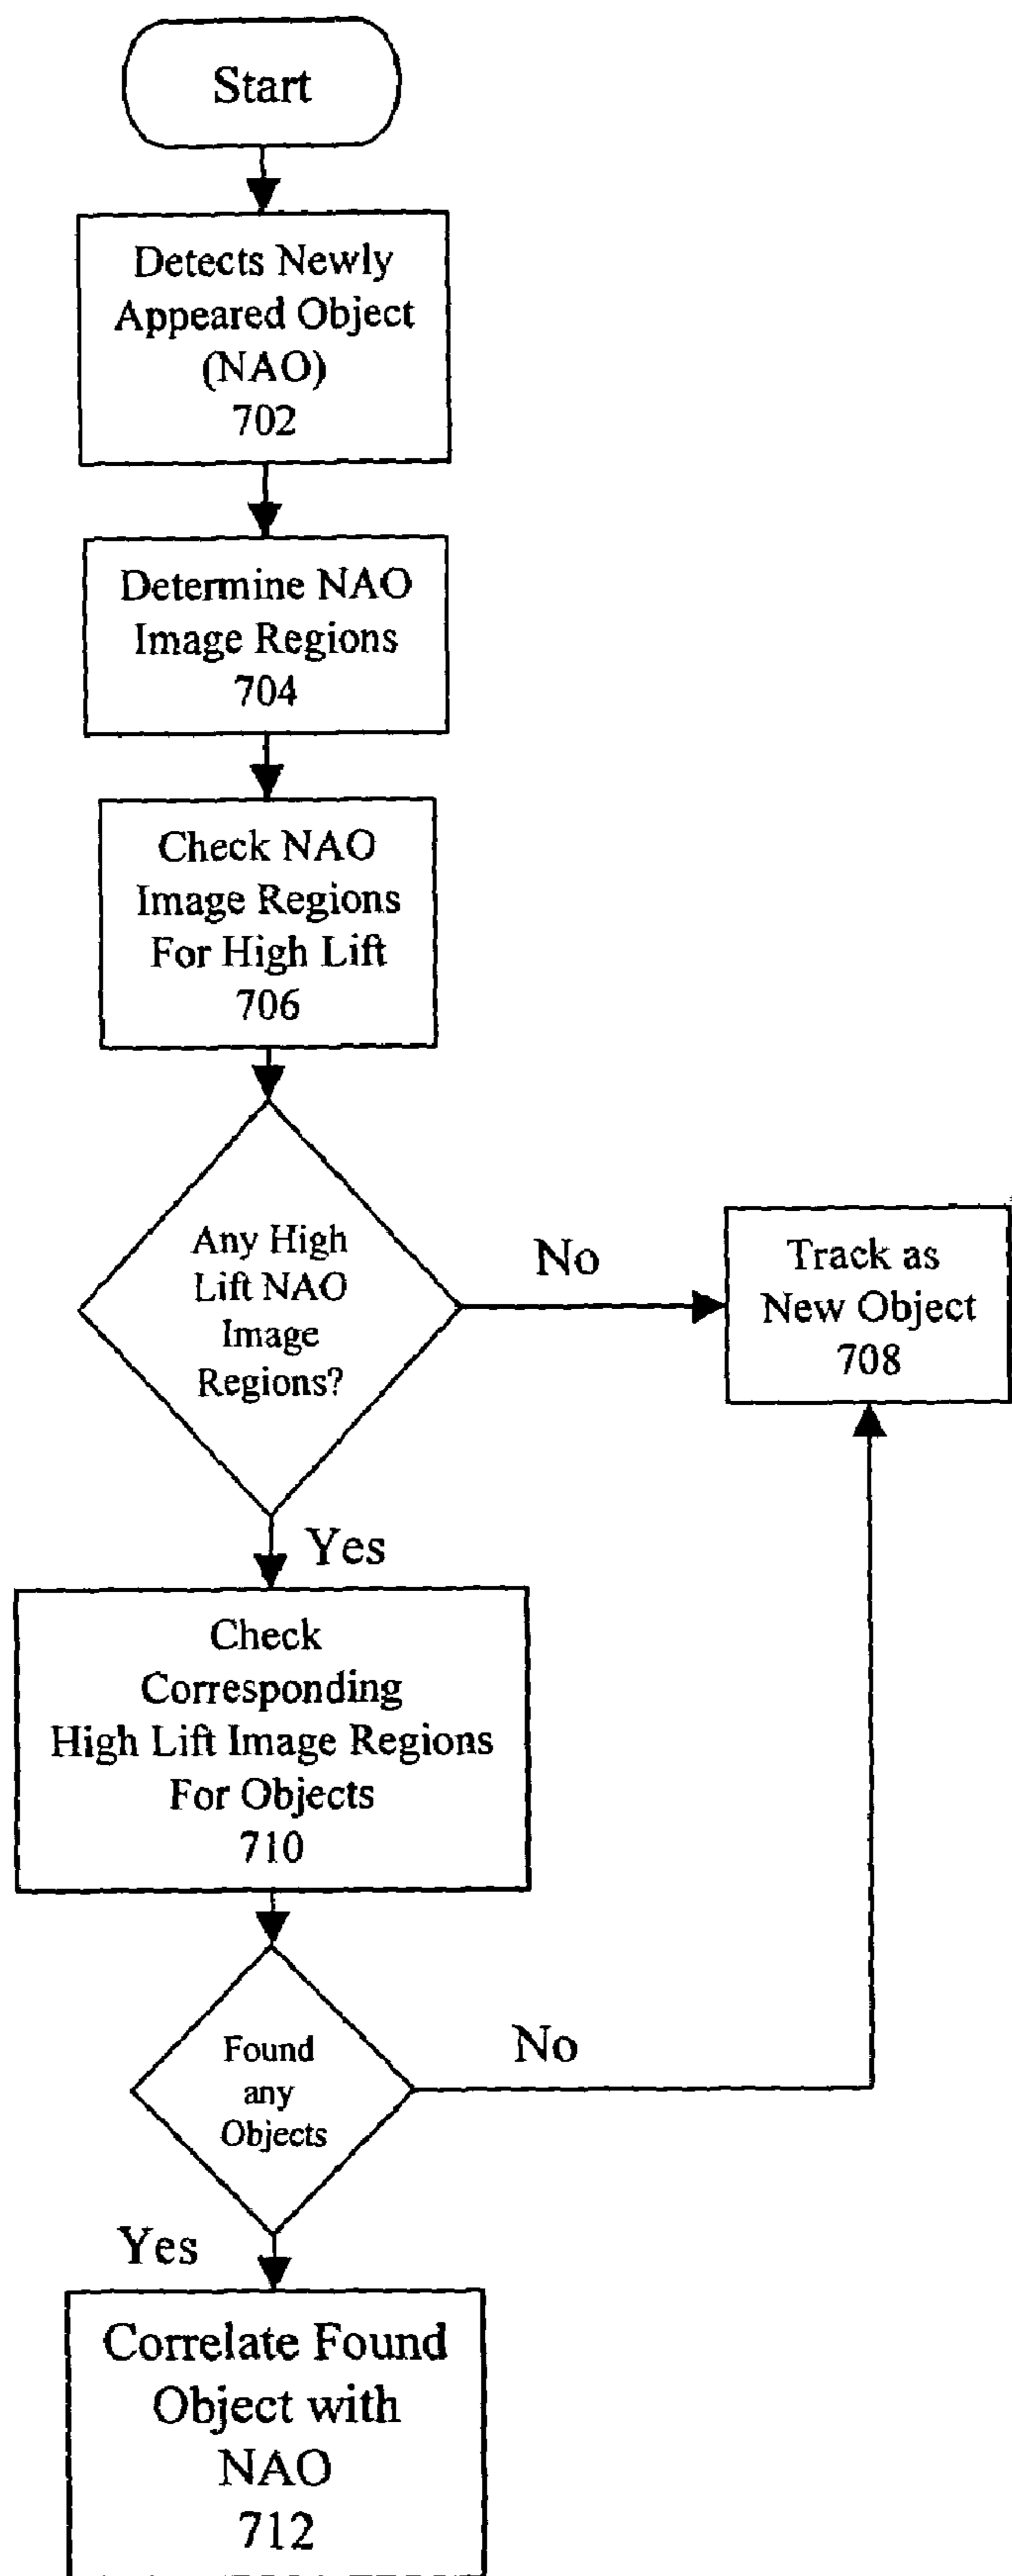 Start
Detects Newly
Appeared Object
(NAO)
702
Determine NAO
Image Regions
704
Check NAO
Image Regions
For High Lift
706
Any High
Lift NAO
Image
Regions?
No
Track as
New Object
708
Yes
Check
Corresponding
High Lift Image Regions
For Objects
710
Found
any
Objects
No
Yes
Correlate Found
Object with
NAO
712